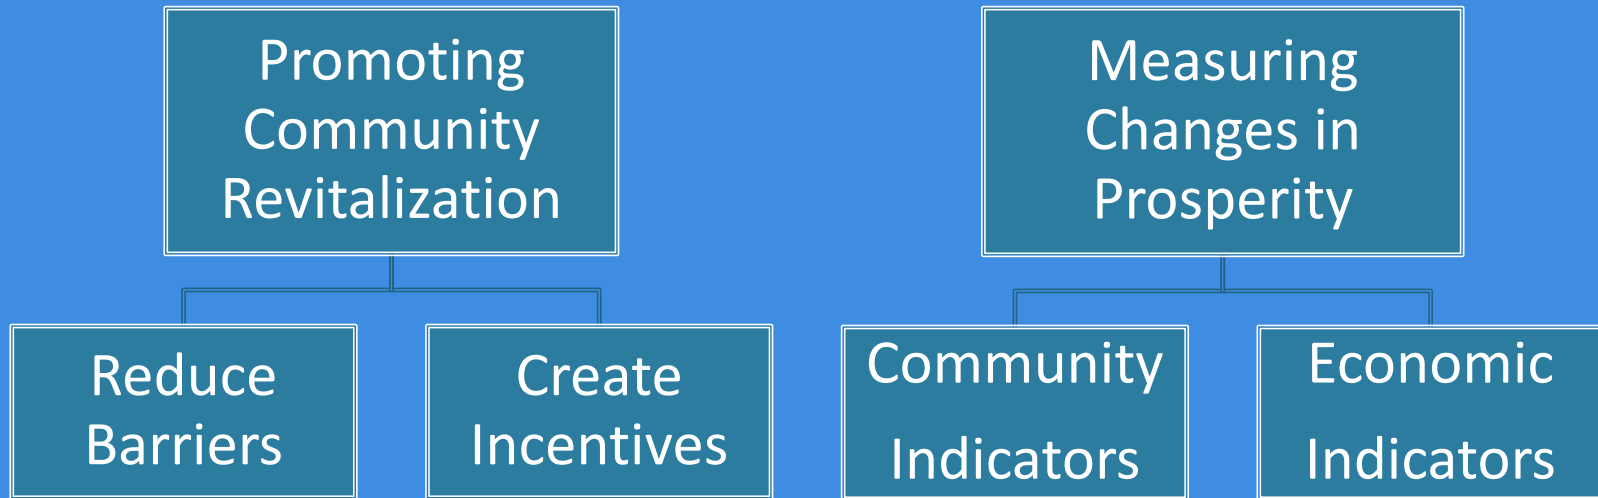 Promoting
Community
Revitalization
Measuring
Changes in
Prosperity
Reduce
Barriers
Create
Incentives
Community
Indicators
Economic
Indicators